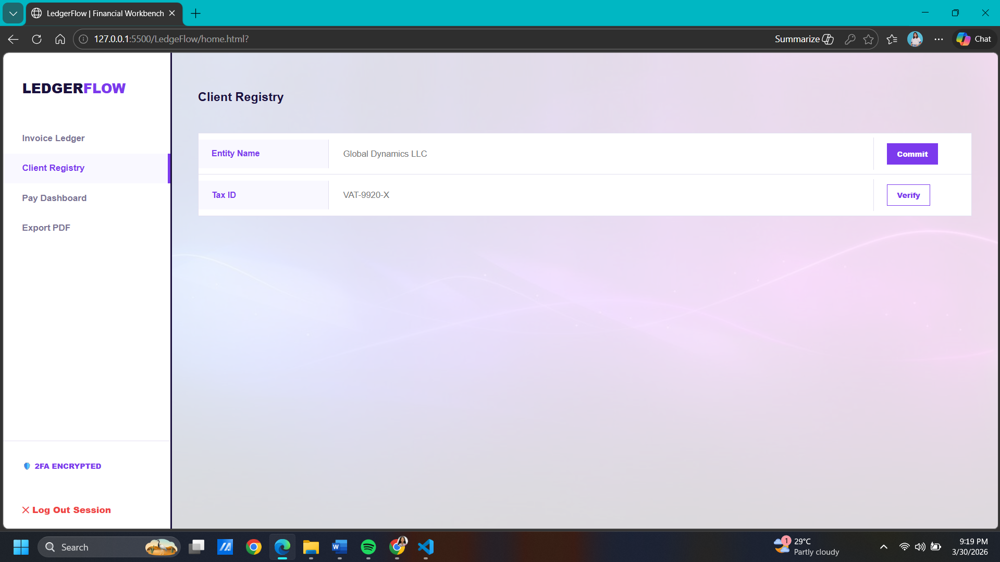 LedgerFlow | Financial Workbench
127.0.0.1:5500/LedgeFlow/home.html?
Summarize
Chat
LEDGERFLOW
Invoice Ledger
Client Registry
Pay Dashboard
Export PDF
2FA ENCRYPTED
Log Out Session
Client Registry
Entity Name
Global Dynamics LLC
Commit
Tax ID
VAT-9920-X
Verify
Search
1
29°C
Partly cloudy
9:19 PM
3/30/2026